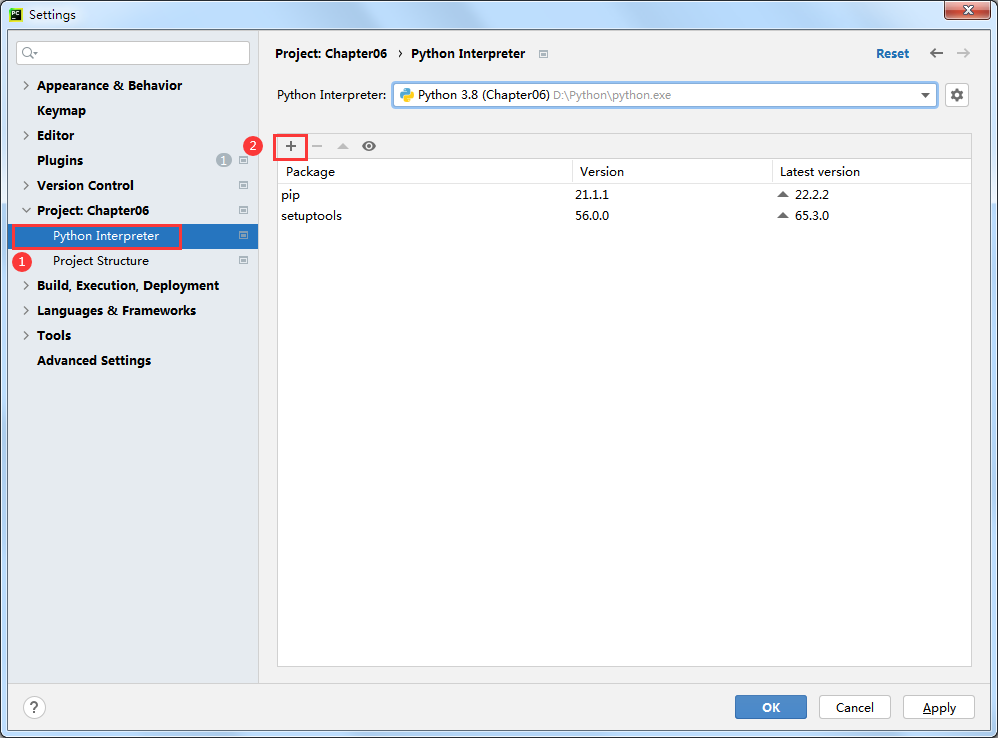 Settings
Appearance & Behavior
Keymap
Editor
Plugins 1
Version Control
Project: Chapter06
Python Interpreter
1
Project Structure
Build, Execution, Deployment
Languages & Frameworks
Tools
Advanced Settings
Project: Chapter06 › Python Interpreter Reset
Python Interpreter: Python 3.8 (Chapter06) D:\Python\python.exe
2
Package Version Latest version
pip 21.1.1 22.2.2
setuptools 56.0.0 65.3.0
? OK Cancel Apply